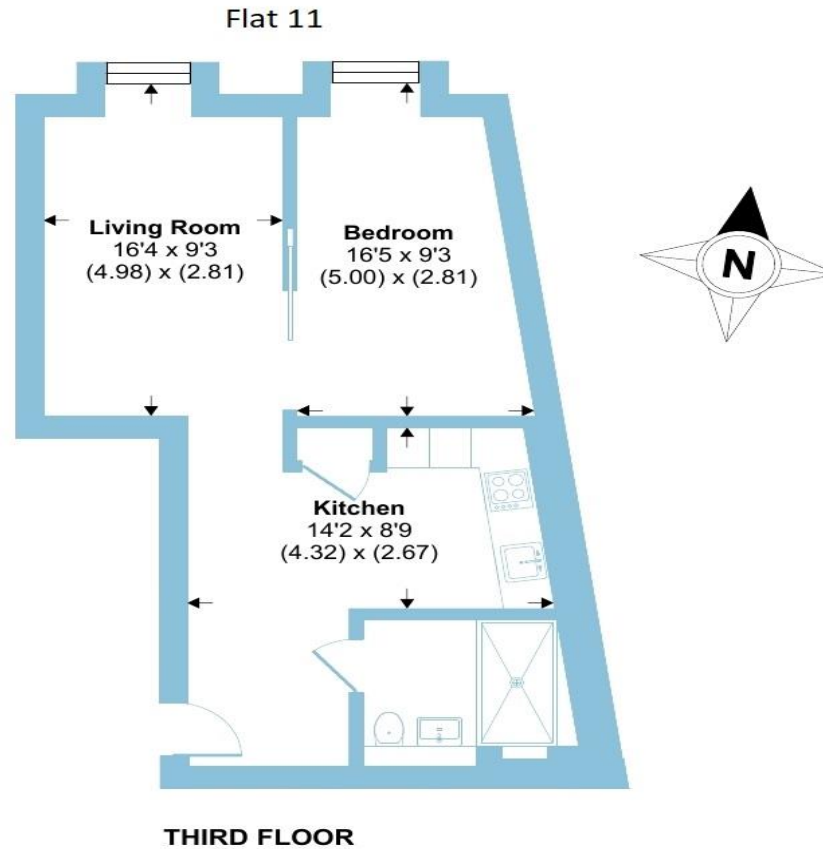 Flat 11
Living Room
16'4 x 9'3
(4.98) x (2.81)
Bedroom
16'5 x 9'3
(5.00) x (2.81)
N
Kitchen
14'2 x 8'9
(4.32) x (2.67)
THIRD FLOOR